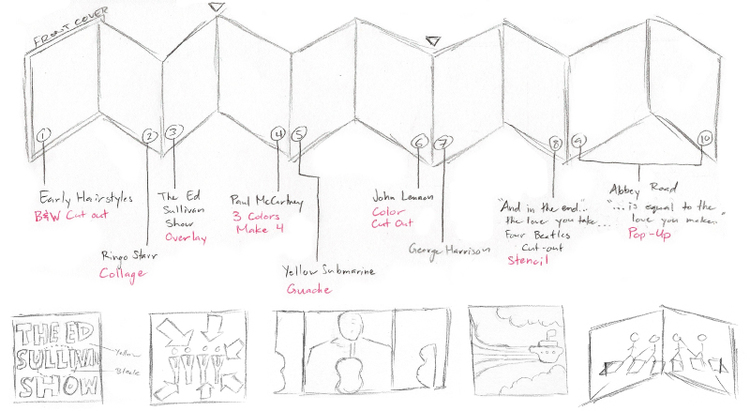 FRONT COVER
1
2
3
4
5
6
7
8
9
10
Early Hairstyles
B&W Cut out
Ringo Starr
Collage
The Ed
Sullivan
Show
Overlay
Paul McCartney
3 Colors
Make 4
Yellow Submarine
Guache
John Lennon
Color
Cut Out
George Harrison
"And in the end...
the love you take...
Four Beatles
Cut-out
Stencil
Abbey Road
"...is equal to the
love you make."
Pop-Up
THE ED
SULLIVAN
SHOW
Yellow
Black